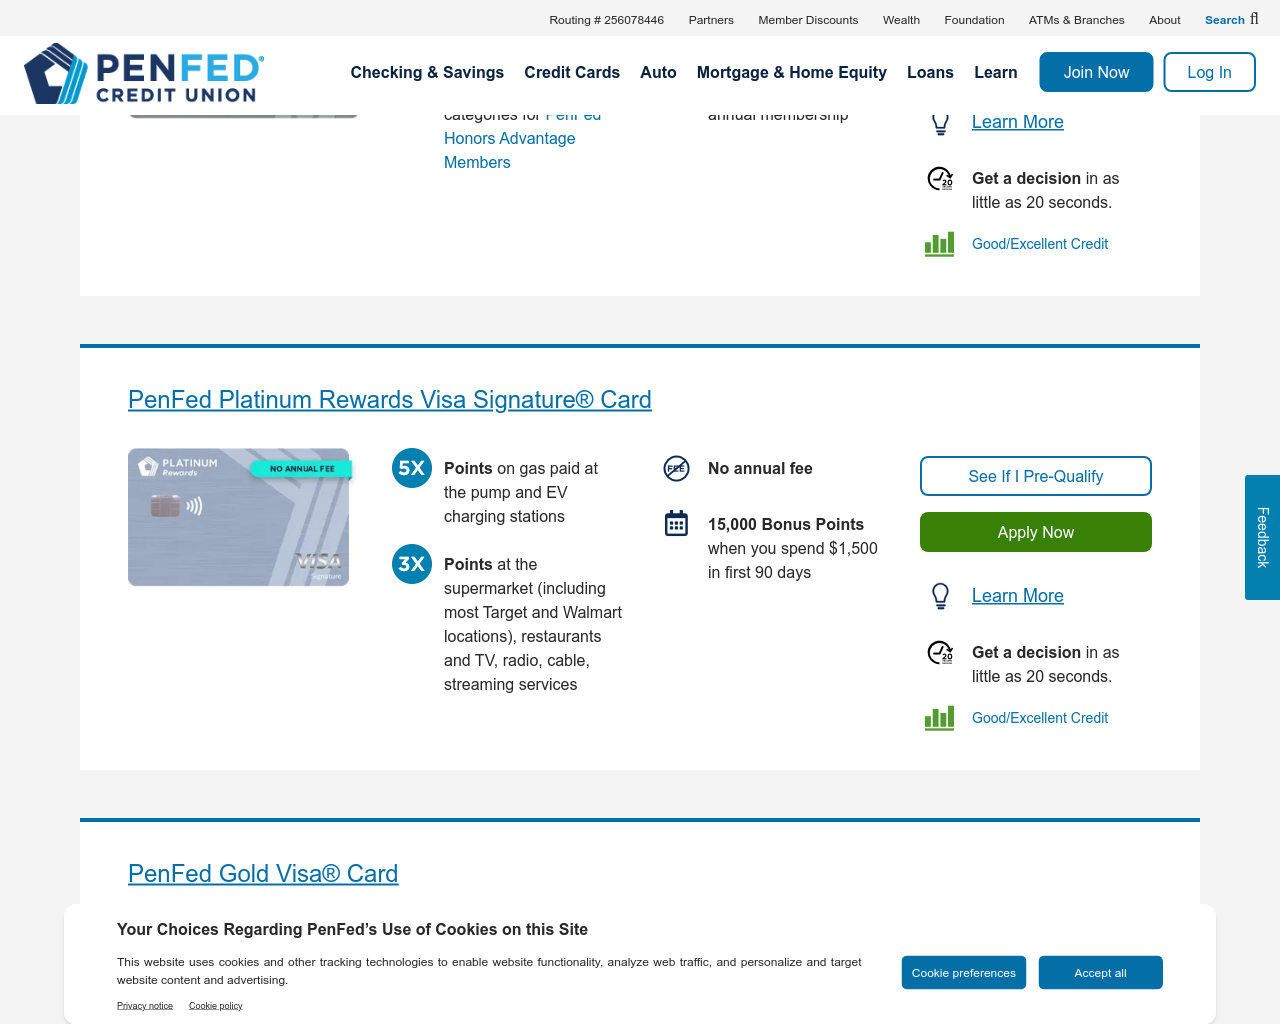 Routing # 256078446 Partners Member Discounts Wealth Foundation ATMs & Branches About Search
PENFED®
CREDIT UNION
Checking & Savings Credit Cards Auto Mortgage & Home Equity Loans Learn Join Now Log In
categories for PenFed
Honors Advantage
Members
annual membership
Learn More
Get a decision in as
little as 20 seconds.
Good/Excellent Credit
PenFed Platinum Rewards Visa Signature® Card
PLATINUM
Rewards
NO ANNUAL FEE
VISA
Signature
5X
Points on gas paid at
the pump and EV
charging stations
3X
Points at the
supermarket (including
most Target and Walmart
locations), restaurants
and TV, radio, cable,
streaming services
FEE
No annual fee
15,000 Bonus Points
when you spend $1,500
in first 90 days
See If I Pre-Qualify
Apply Now
Learn More
20
Get a decision in as
little as 20 seconds.
Good/Excellent Credit
Feedback
PenFed Gold Visa® Card
Your Choices Regarding PenFed’s Use of Cookies on this Site
This website uses cookies and other tracking technologies to enable website functionality, analyze web traffic, and personalize and target
website content and advertising.
Privacy notice Cookie policy
Cookie preferences Accept all